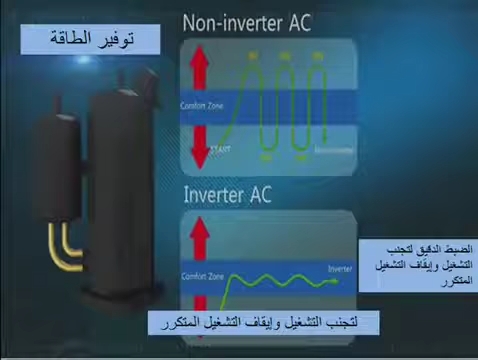 Non-inverter AC
توفير الطاقة
Comfort Zone
START
Inverter AC
Comfort Zone
Inverter
الضبط الدقيق لتجنب
التشغيل وإيقاف التشغيل
المتكرر
لتجنب التشغيل وإيقاف التشغيل المتكرر